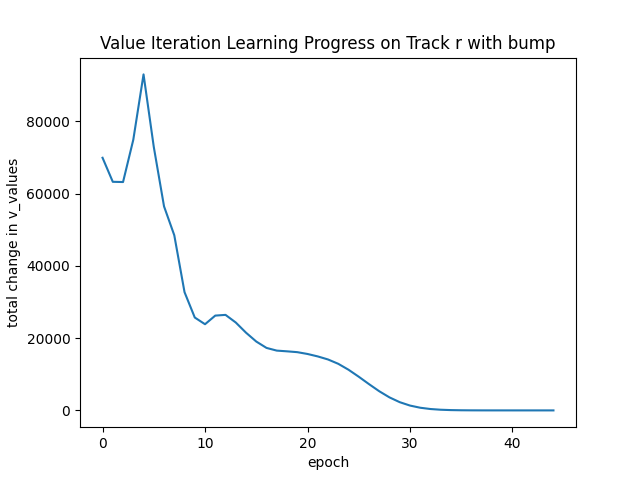 Value Iteration Learning Progress on Track r with bump
total change in v_values
80000
60000
40000
20000
0
0 10 20 30 40
epoch